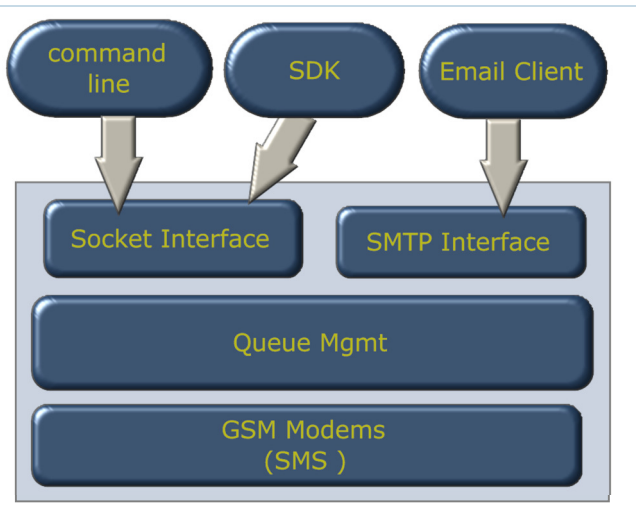 command
line
SDK
Email Client
Socket Interface
SMTP Interface
Queue Mgmt
GSM Modems
(SMS )